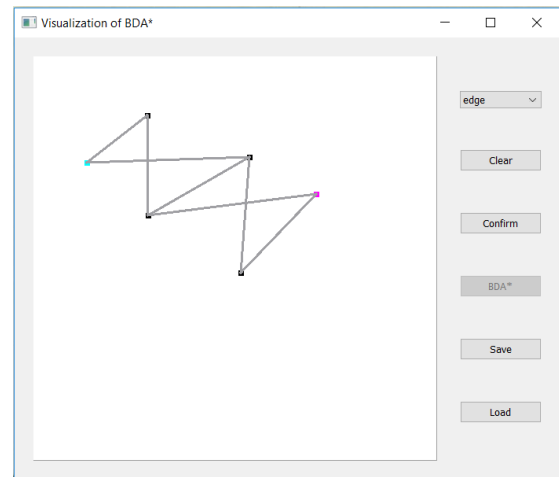 Visualization of BDA*
edge
Clear
Confirm
BDA*
Save
Load